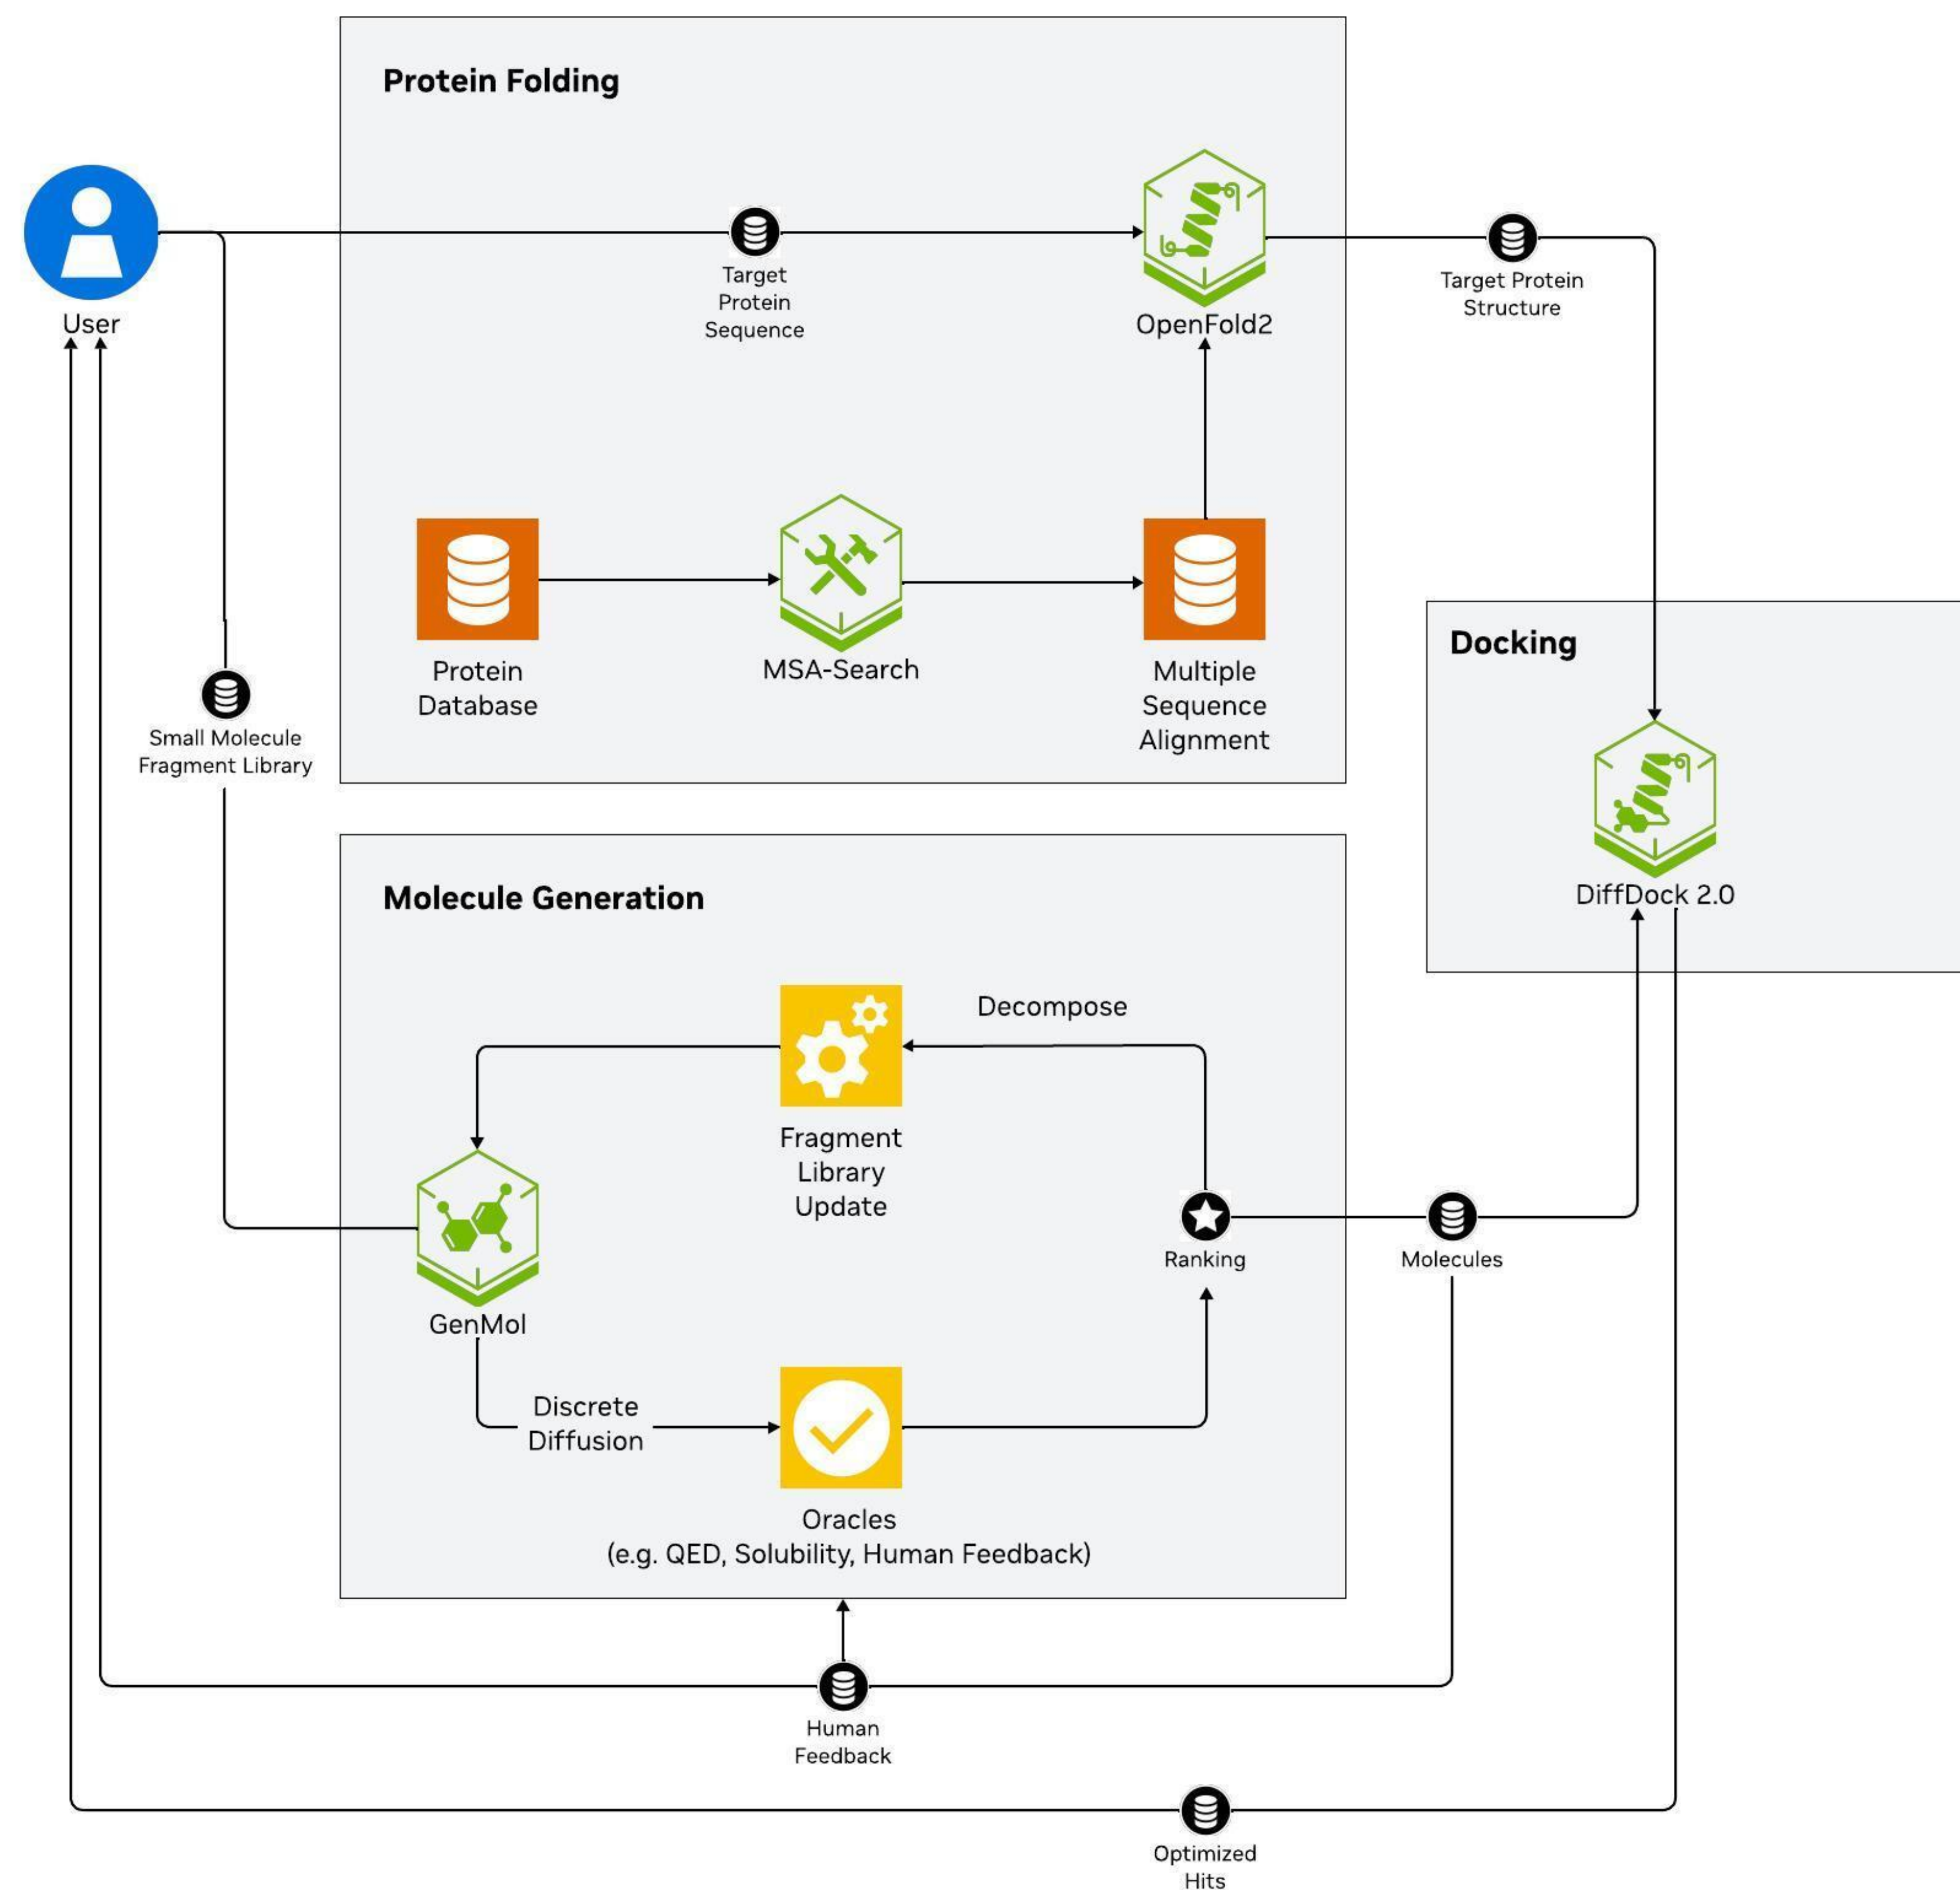 Protein Folding
User
Target
Protein
Sequence
OpenFold2
Target Protein
Structure
Protein
Database
MSA-Search
Multiple
Sequence
Alignment
Small Molecule
Fragment Library
Docking
DiffDock 2.0
Molecule Generation
Decompose
Fragment
Library
Update
GenMol
Ranking
Molecules
Discrete
Diffusion
Oracles
(e.g. QED, Solubility, Human Feedback)
Human
Feedback
Optimized
Hits